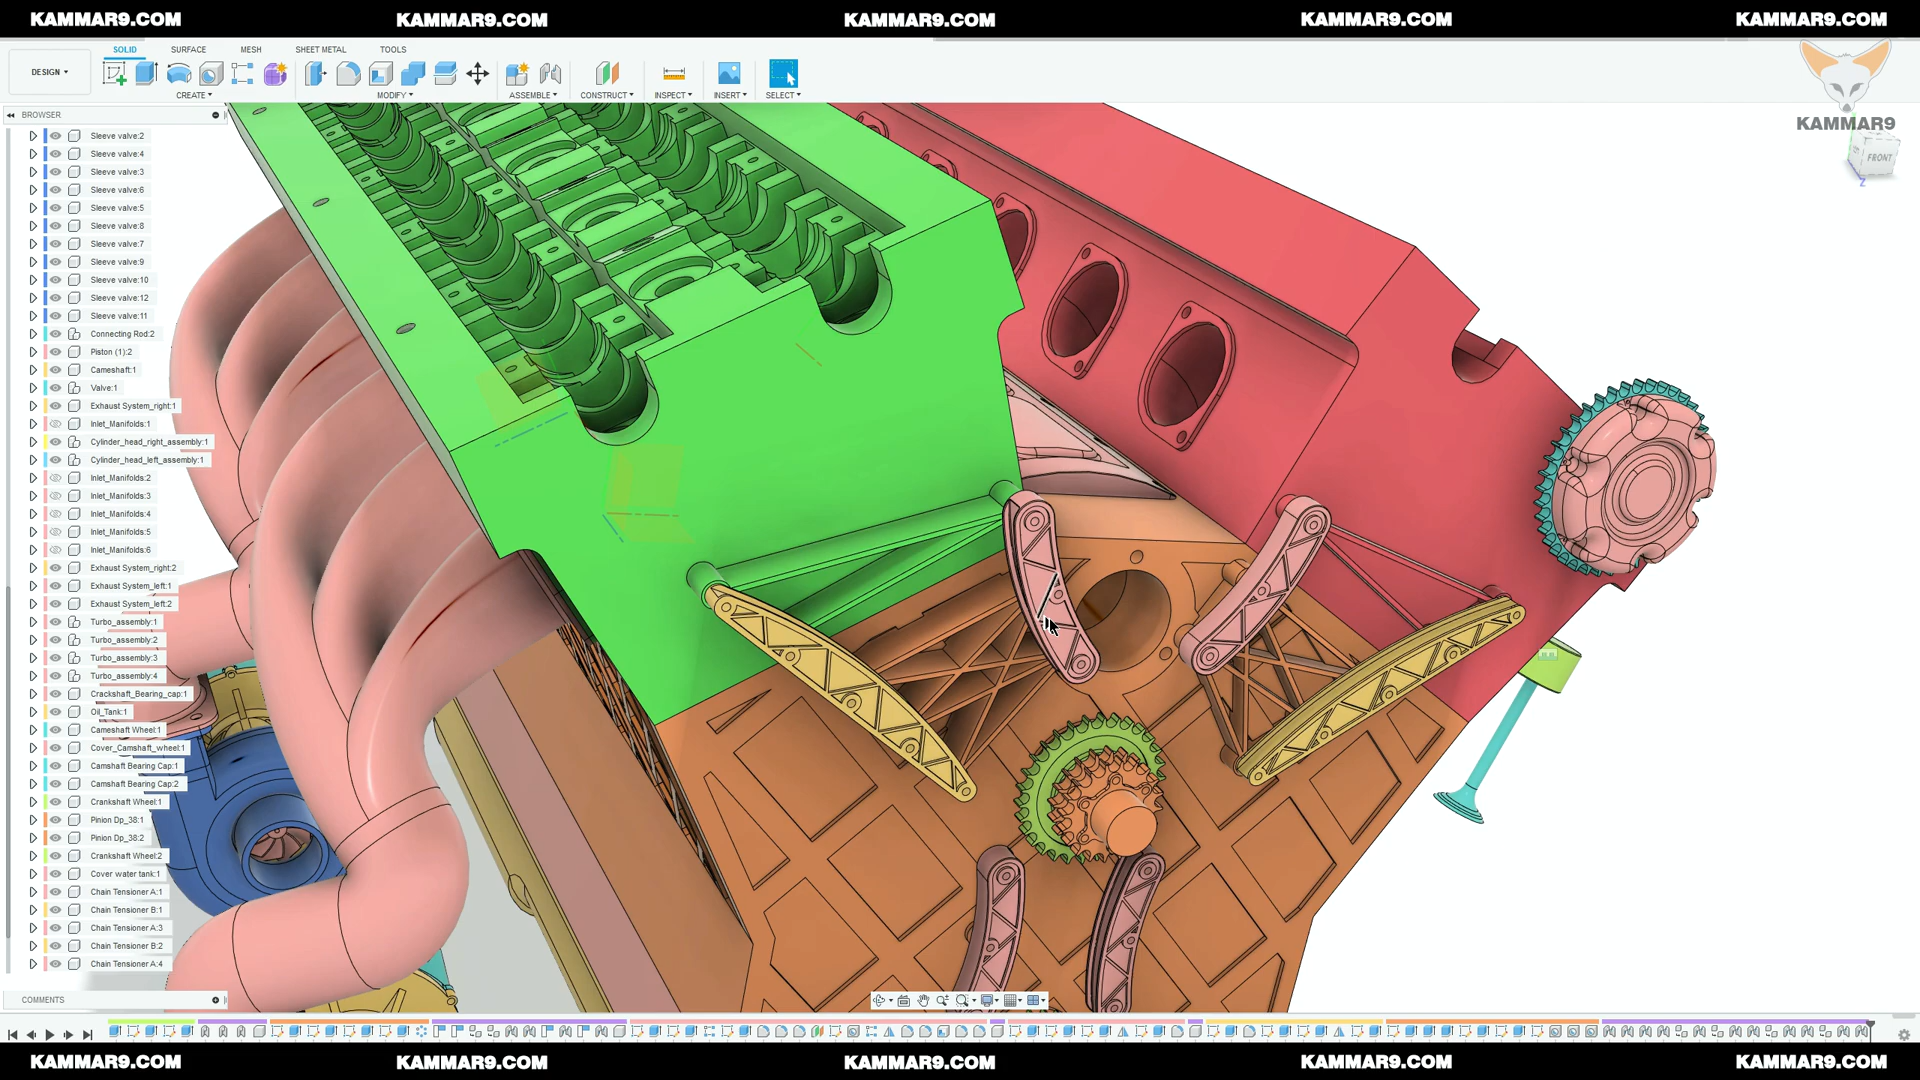 KAMMAR9.COM KAMMAR9.COM KAMMAR9.COM KAMMAR9.COM KAMMAR9.COM
SOLID SURFACE MESH SHEET METAL TOOLS
DESIGN
CREATE MODIFY ASSEMBLE CONSTRUCT INSPECT INSERT SELECT
KAMMAR9
FRONT
Z
BROWSER
Sleeve valve:2
Sleeve valve:4
Sleeve valve:3
Sleeve valve:6
Sleeve valve:5
Sleeve valve:8
Sleeve valve:7
Sleeve valve:9
Sleeve valve:10
Sleeve valve:12
Sleeve valve:11
Connecting Rod:2
Piston (1):2
Cameshaft:1
Valve:1
Exhaust System_right:1
Inlet_Manifolds:1
Cylinder_head_right_assembly:1
Cylinder_head_left_assembly:1
Inlet_Manifolds:2
Inlet_Manifolds:3
Inlet_Manifolds:4
Inlet_Manifolds:5
Inlet_Manifolds:6
Exhaust System_right:2
Exhaust System_left:1
Exhaust System_left:2
Turbo_assembly:1
Turbo_assembly:2
Turbo_assembly:3
Turbo_assembly:4
Crackshaft_Bearing_cap:1
Oil_Tank:1
Cameshaft Wheel:1
Cover_Camshaft_wheel:1
Camshaft Bearing Cap:1
Camshaft Bearing Cap:2
Crankshaft Wheel:1
Pinion Dp_38:1
Pinion Dp_38:2
Crankshaft Wheel:2
Cover water tank:1
Chain Tensioner A:1
Chain Tensioner B:1
Chain Tensioner A:3
Chain Tensioner B:2
Chain Tensioner A:4
COMMENTS
KAMMAR9.COM KAMMAR9.COM KAMMAR9.COM KAMMAR9.COM KAMMAR9.COM